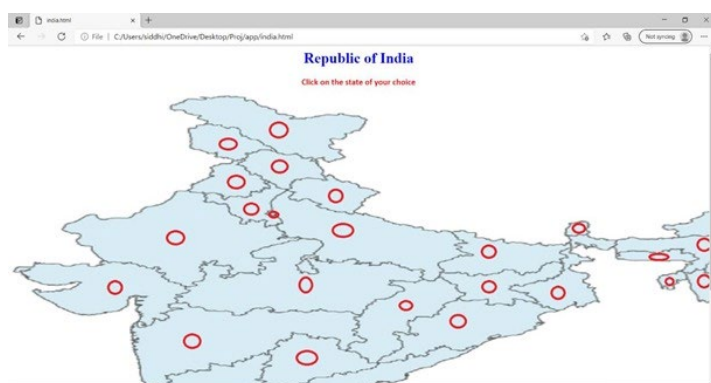 india.html
File | C:/Users/siddhi/OneDrive/Desktop/Proj/app/india.html
Not syncing
Republic of India
Click on the state of your choice